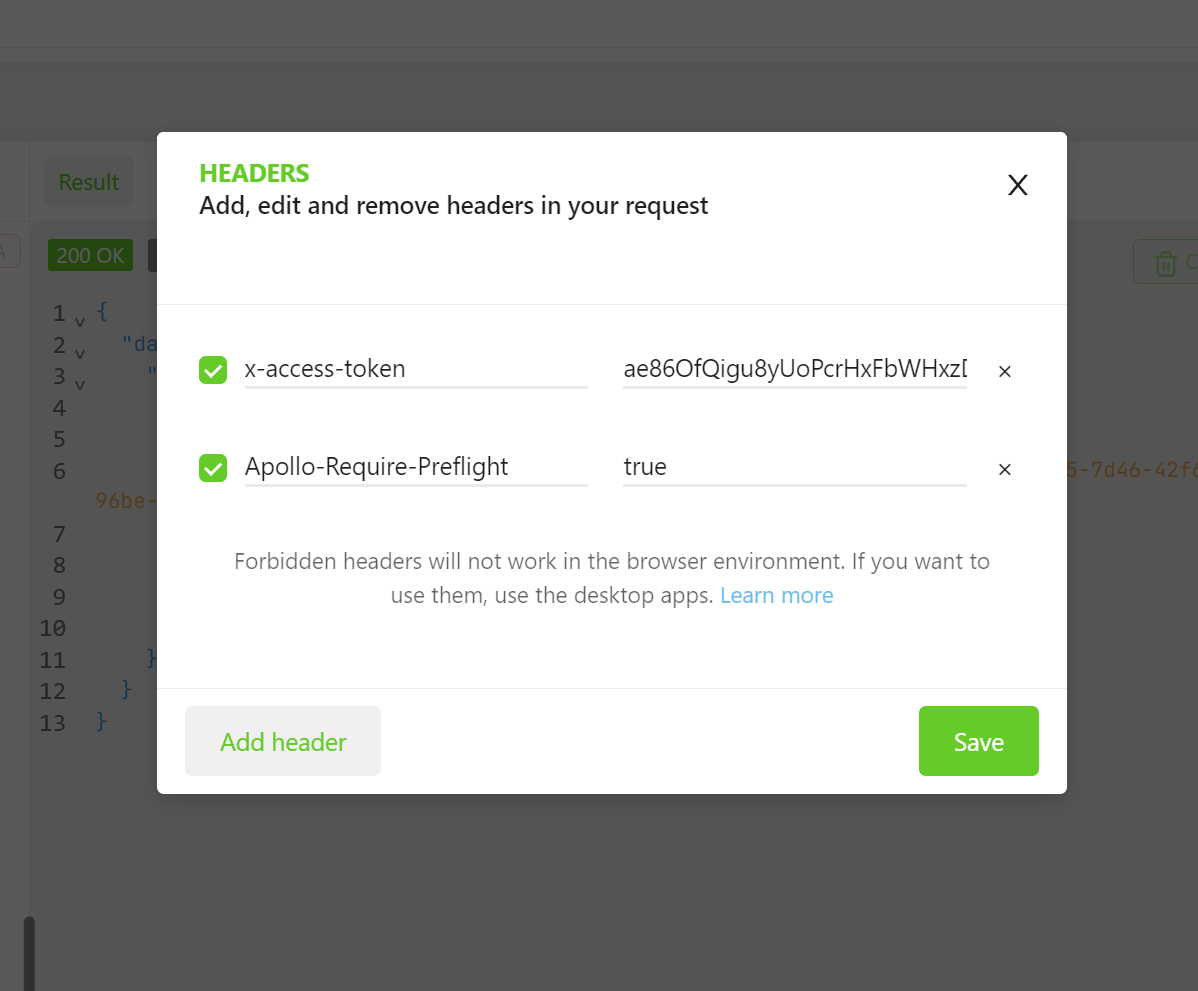 Result
HEADERS
Add, edit and remove headers in your request
200 OK
1 {
2 "da
3 "
4
5
6 5-7d46-42f6
96be-
7
8
9
10
11 }
12 }
13 }
x-access-token ae86OfQigu8yUoPcrHxFbWHxz
Apollo-Require-Preflight true
Forbidden headers will not work in the browser environment. If you want to
use them, use the desktop apps. Learn more
Add header Save